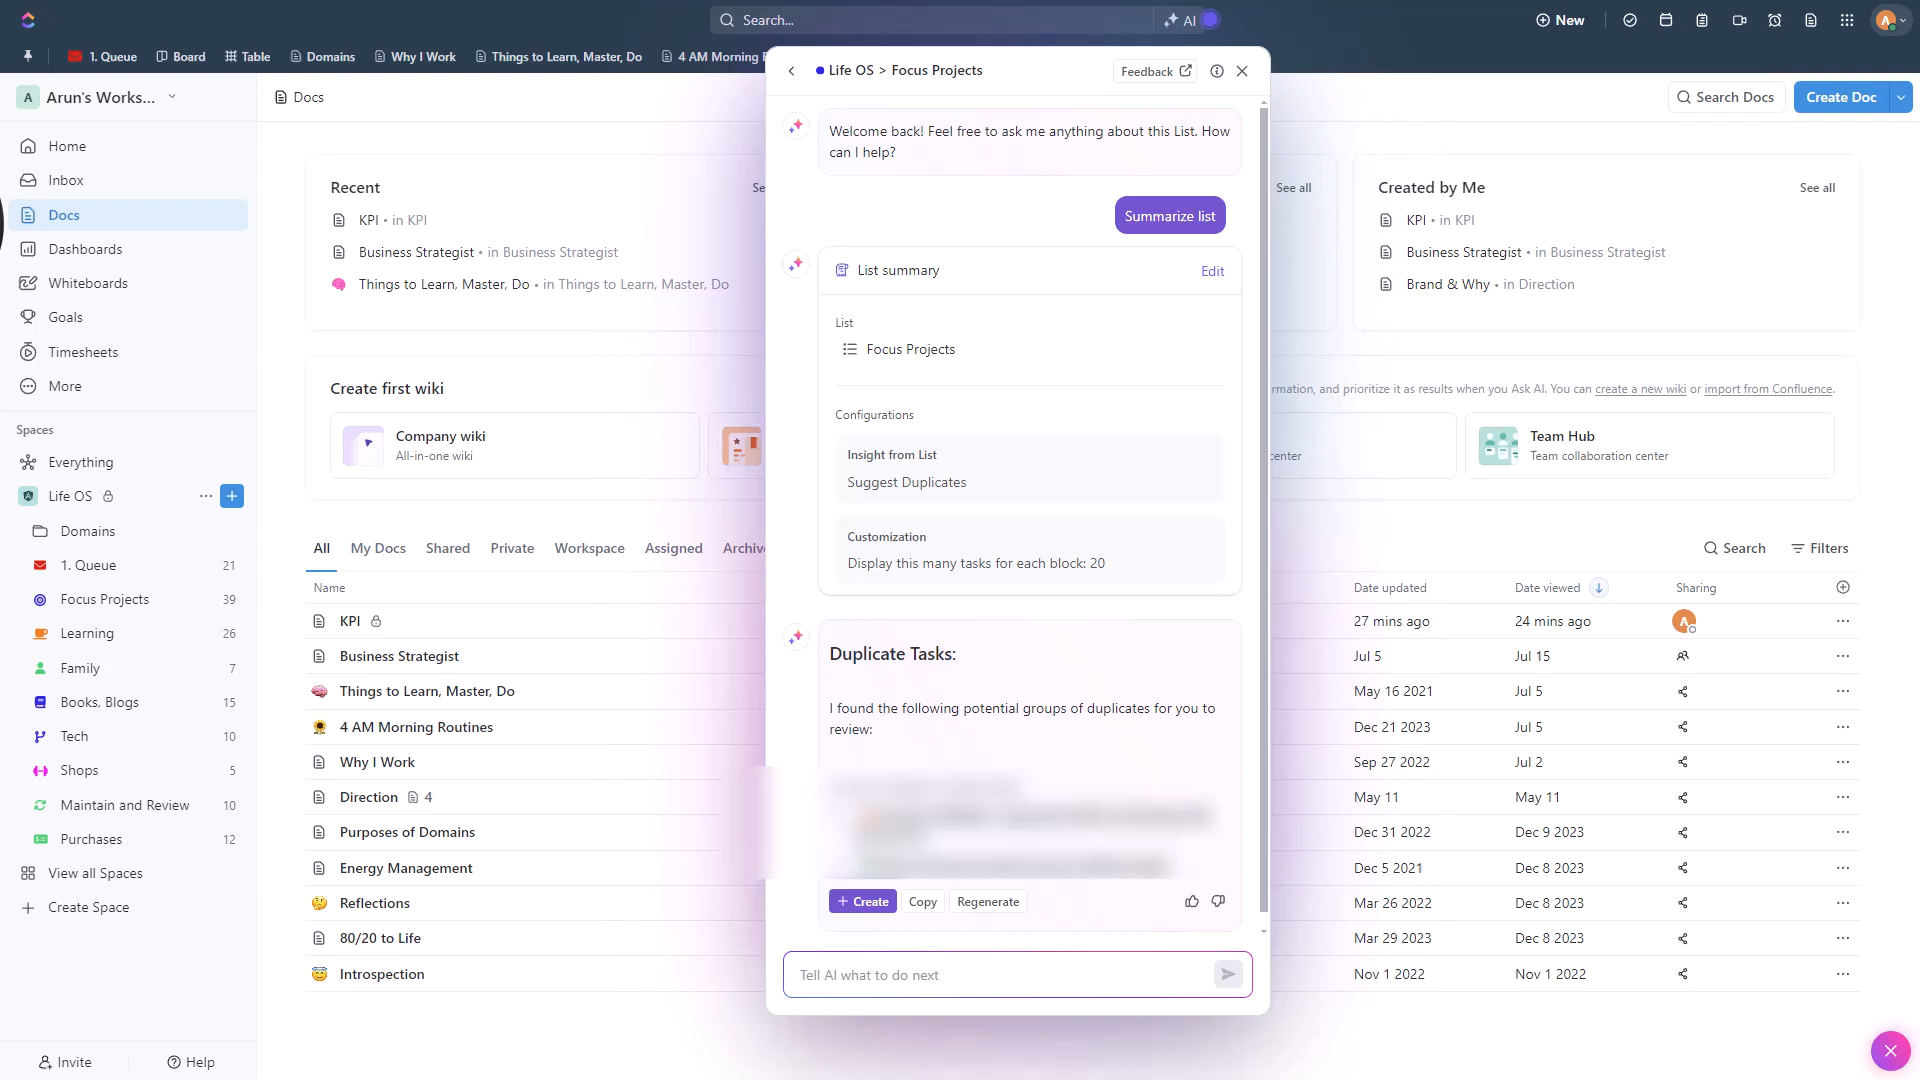 Search...
AI
New
A
1. Queue
Board
Table
Domains
Why I Work
Things to Learn, Master, Do
4 AM Morning
A Arun's Works...
Home
Inbox
Docs
Dashboards
Whiteboards
Goals
Timesheets
More
Spaces
Everything
Life OS
Domains
1. Queue 21
Focus Projects 39
Learning 26
Family 7
Books, Blogs 15
Tech 10
Shops 5
Maintain and Review 10
Purchases 12
View all Spaces
Create Space
Invite
Help
Docs
Search Docs
Create Doc
Recent
KPI • in KPI
Business Strategist • in Business Strategist
Things to Learn, Master, Do • in Things to Learn, Master, Do
See all
Created by Me
See all
KPI • in KPI
Business Strategist • in Business Strategist
Brand & Why • in Direction
Create first wiki
and prioritize it as results when you Ask AI. You can create a new wiki or import from Confluence.
Company wiki
All-in-one wiki
Team Hub
Team collaboration center
All
My Docs
Shared
Private
Workspace
Assigned
Search
Filters
Name
Date updated
Date viewed
Sharing
KPI
27 mins ago
24 mins ago
A
Business Strategist
Jul 5
Jul 15
Things to Learn, Master, Do
May 16 2021
Jul 5
4 AM Morning Routines
Dec 21 2023
Jul 5
Why I Work
Sep 27 2022
Jul 2
Direction 4
May 11
May 11
Purposes of Domains
Dec 31 2022
Dec 9 2023
Energy Management
Dec 5 2021
Dec 8 2023
Reflections
Mar 26 2022
Dec 8 2023
80/20 to Life
Mar 29 2023
Dec 8 2023
Introspection
Nov 1 2022
Nov 1 2022
Life OS > Focus Projects
Feedback
Welcome back! Feel free to ask me anything about this List. How
can I help?
Summarize list
List summary
Edit
List
Focus Projects
Configurations
Insight from List
Suggest Duplicates
Customization
Display this many tasks for each block: 20
Duplicate Tasks:
I found the following potential groups of duplicates for you to
review:
Create
Copy
Regenerate
Tell AI what to do next